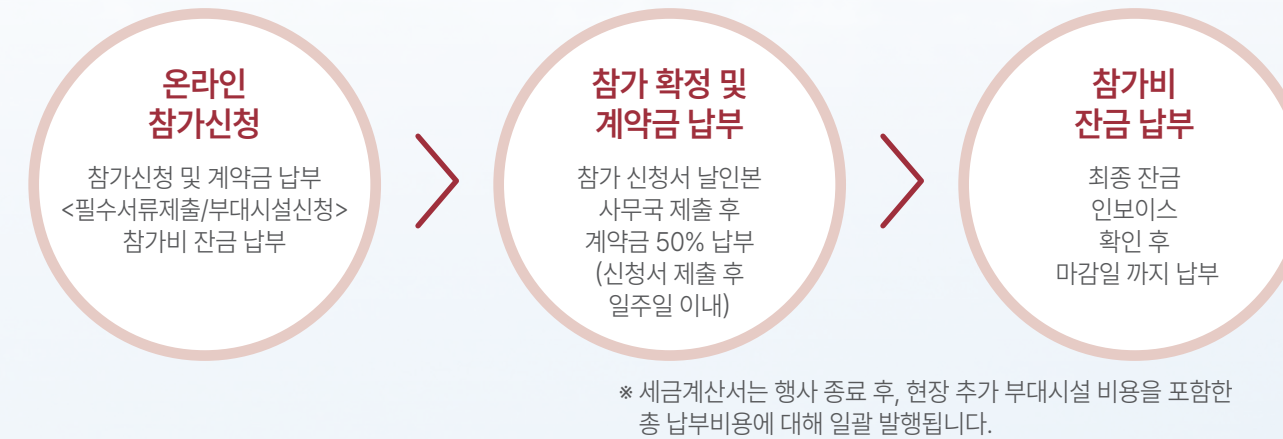 온라인
참가신청
참가신청 및 계약금 납부
<필수서류제출/부대시설신청>
참가비 잔금 납부
참가 확정 및
계약금 납부
참가 신청서 날인본
사무국 제출 후
계약금 50% 납부
(신청서 제출 후
일주일 이내)
참가비
잔금 납부
최종 잔금
인보이스
확인 후
마감일 까지 납부
※ 세금계산서는 행사 종료 후, 현장 추가 부대시설 비용을 포함한
총 납부비용에 대해 일괄 발행됩니다.